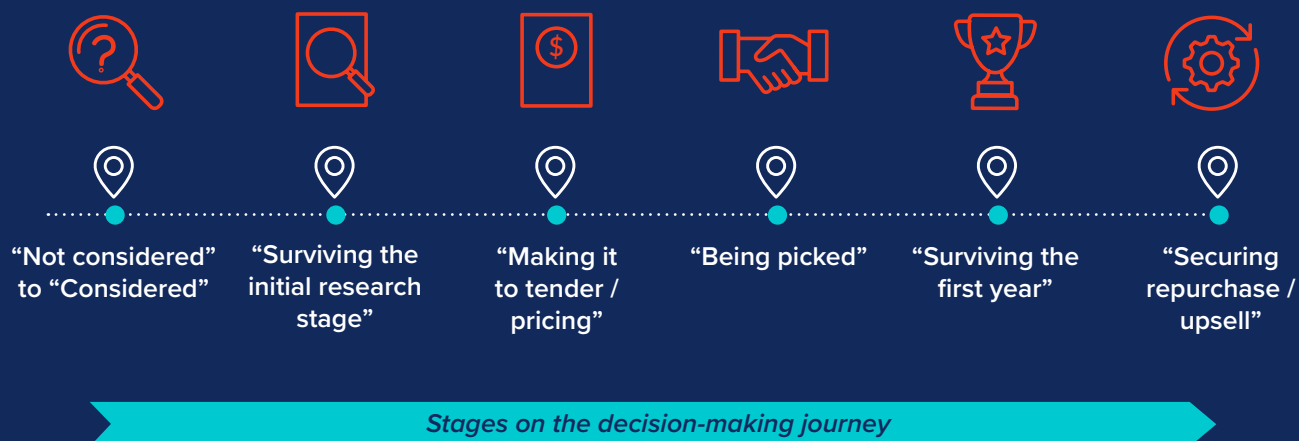 ?
$
“Not considered”
to “Considered”
“Surviving the
initial research
stage”
“Making it
to tender /
pricing”
“Being picked”
“Surviving the
first year”
“Securing
repurchase /
upsell”
Stages on the decision-making journey